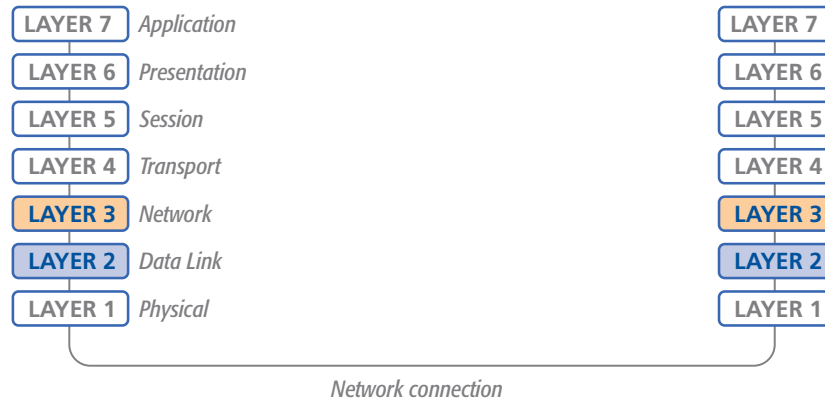 LAYER 7 Application LAYER 7
LAYER 6 Presentation LAYER 6
LAYER 5 Session LAYER 5
LAYER 4 Transport LAYER 4
LAYER 3 Network LAYER 3
LAYER 2 Data Link LAYER 2
LAYER 1 Physical LAYER 1
Network connection